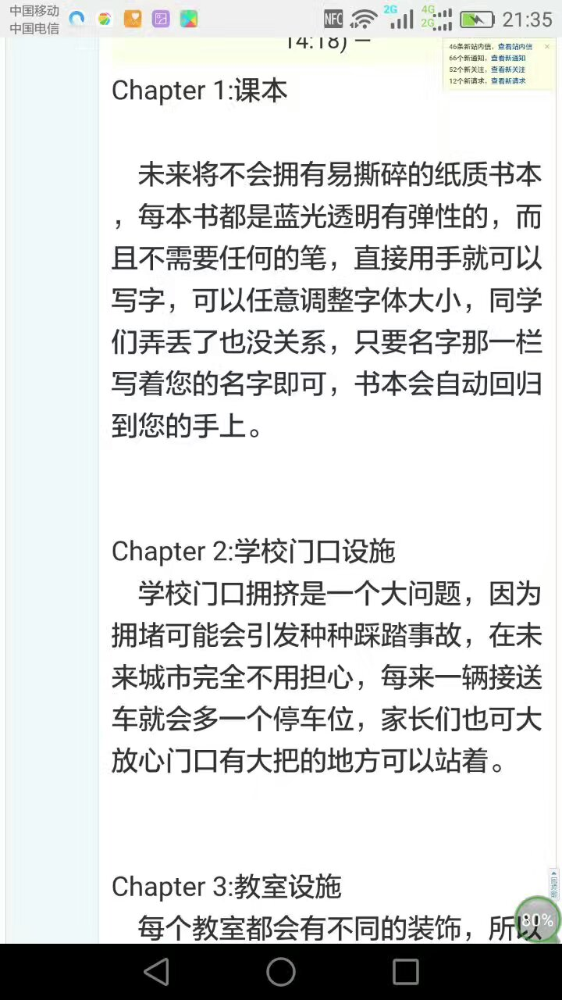 中国移动
中国电信
NFC
2G
4G
2G
21:35
14:18) —
46条新站内信，查看站内信
66个新通知，查看新通知
52个新关注，查看新关注
12个新请求，查看新请求
Chapter 1:课本
未来将不会拥有易撕碎的纸质书本
，每本书都是蓝光透明有弹性的，而
且不需要任何的笔，直接用手就可以
写字，可以任意调整字体大小，同学
们弄丢了也没关系，只要名字那一栏
写着您的名字即可，书本会自动回归
到您的手上。
Chapter 2:学校门口设施
学校门口拥挤是一个大问题，因为
拥堵可能会引发种种踩踏事故，在未
来城市完全不用担心，每来一辆接送
车就会多一个停车位，家长们也可大
放心门口有大把的地方可以站着。
Chapter 3:教室设施
每个教室都会有不同的装饰，所以
回顶部
80%